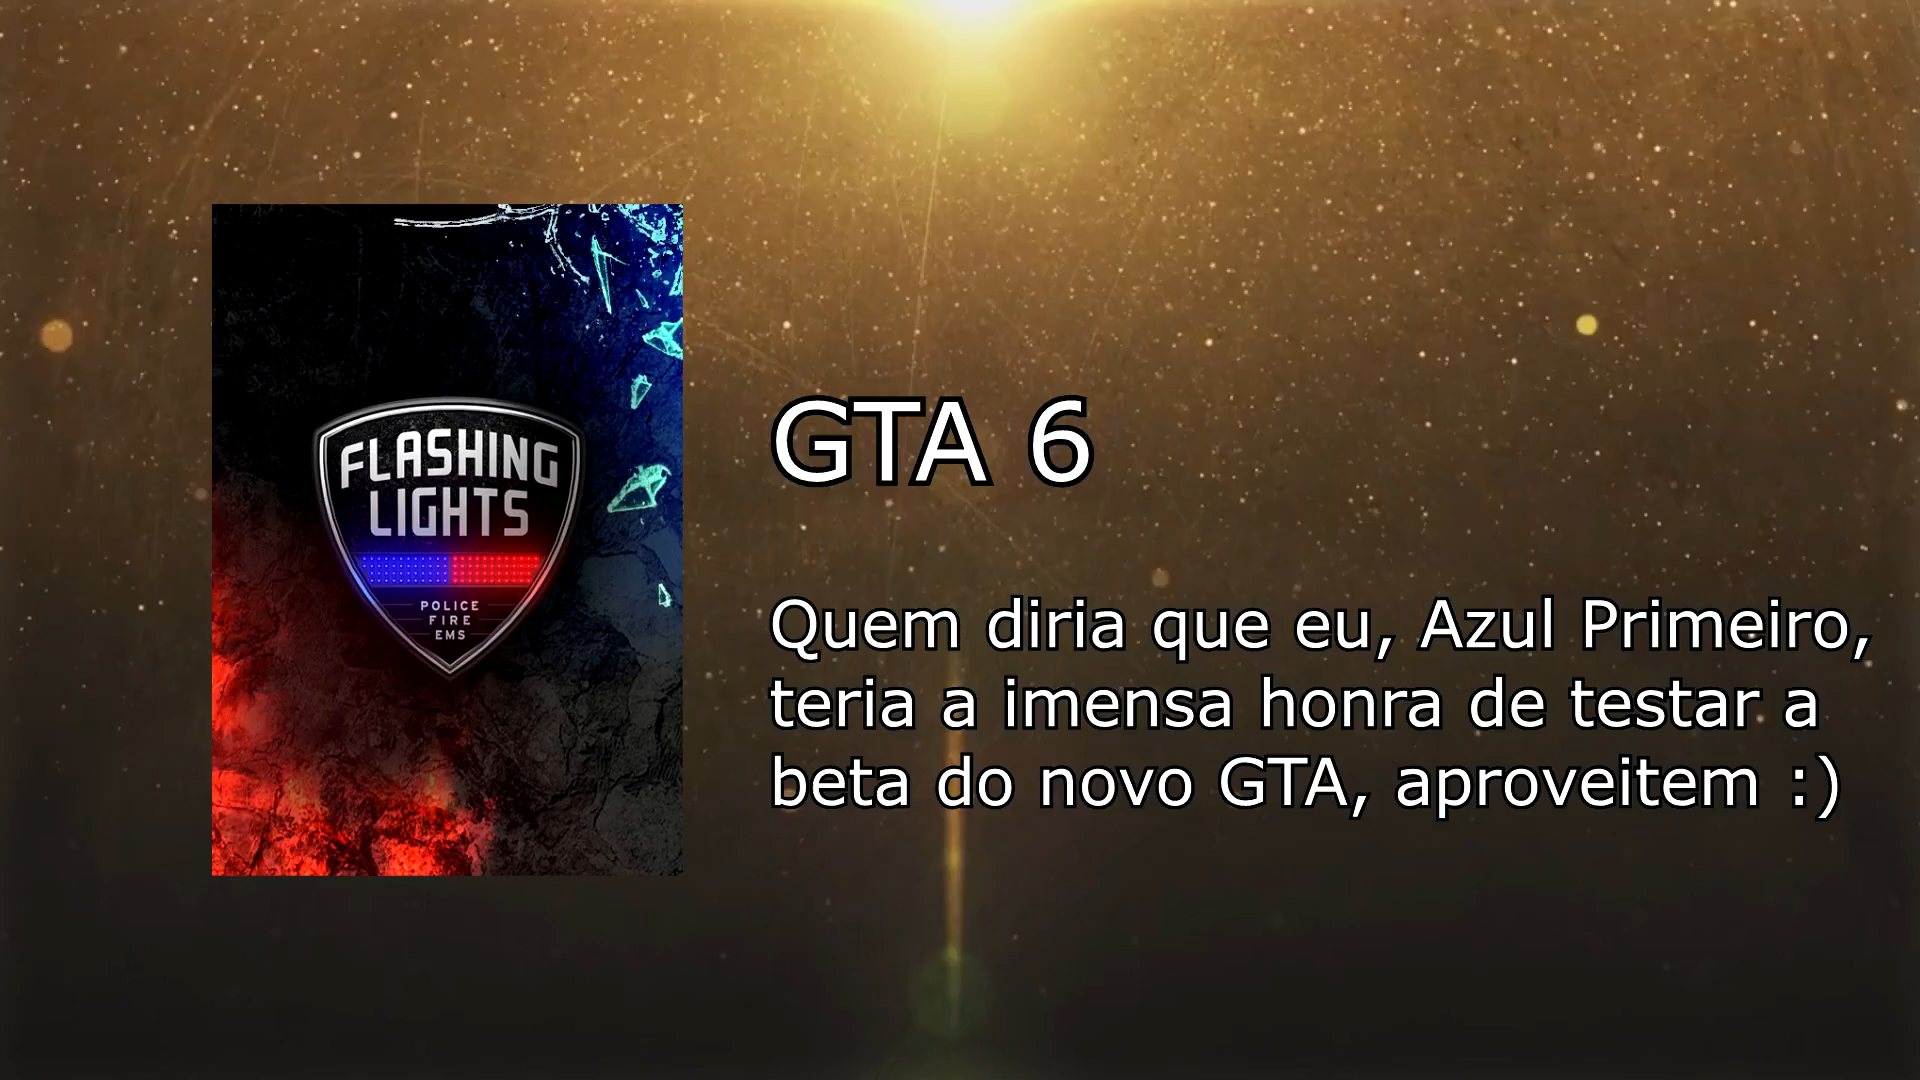 FLASHING
LIGHTS
POLICE
FIRE
EMS
GTA 6
Quem diria que eu, Azul Primeiro,
teria a imensa honra de testar a
beta do novo GTA, aproveitem :)